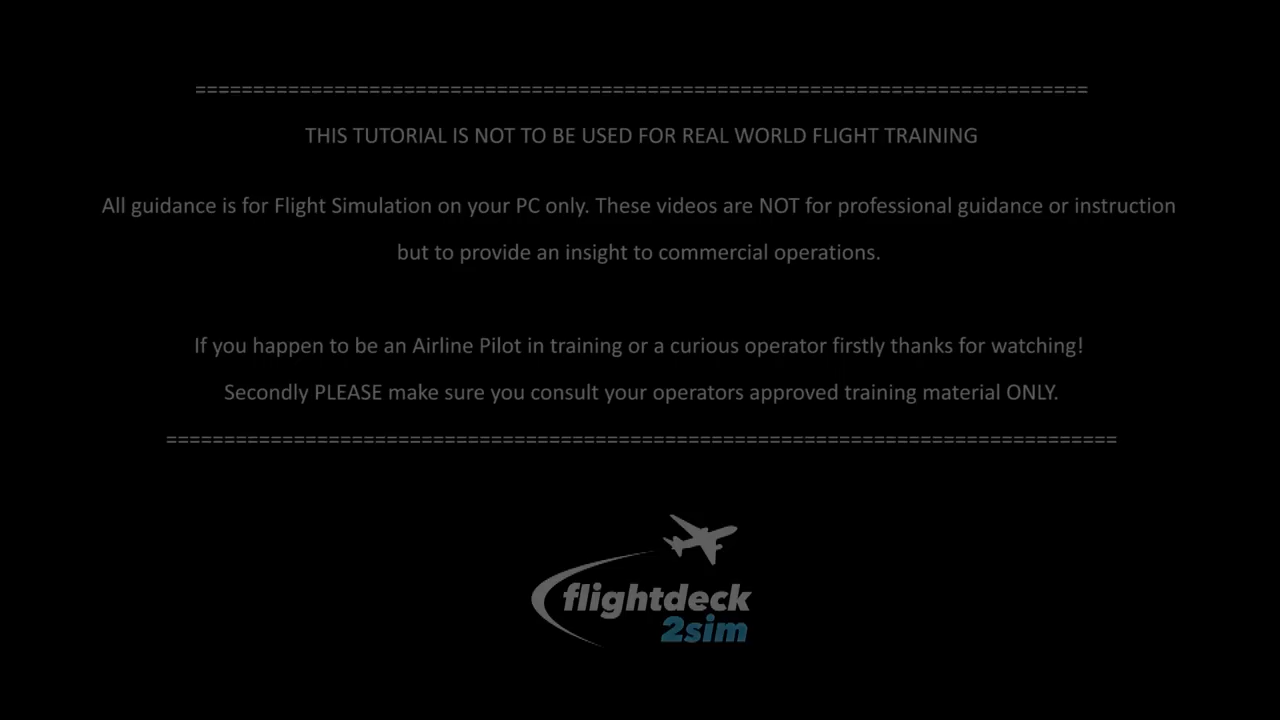 =============================================================================
THIS TUTORIAL IS NOT TO BE USED FOR REAL WORLD FLIGHT TRAINING
All guidance is for Flight Simulation on your PC only. These videos are NOT for professional guidance or instruction
but to provide an insight to commercial operations.
If you happen to be an Airline Pilot in training or a curious operator firstly thanks for watching!
Secondly PLEASE make sure you consult your operators approved training material ONLY.
==================================================================================
flightdeck
2sim